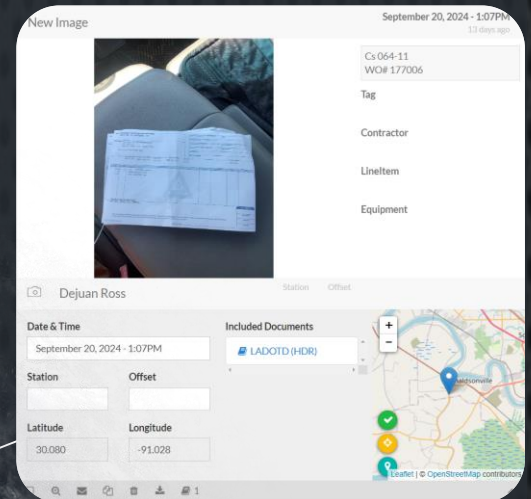 New Image
September 20, 2024 - 1:07PM
13 days ago
Cs 064-11
WO# 177006
Tag
Contractor
LineItem
Equipment
Dejuan Ross
Station
Offset
Date & Time
September 20, 2024 - 1:07PM
Included Documents
LADOTD (HDR)
Station
Offset
Latitude
Longitude
30.080
-91.028
+
−
1
Leaflet | © OpenStreetMap contributors